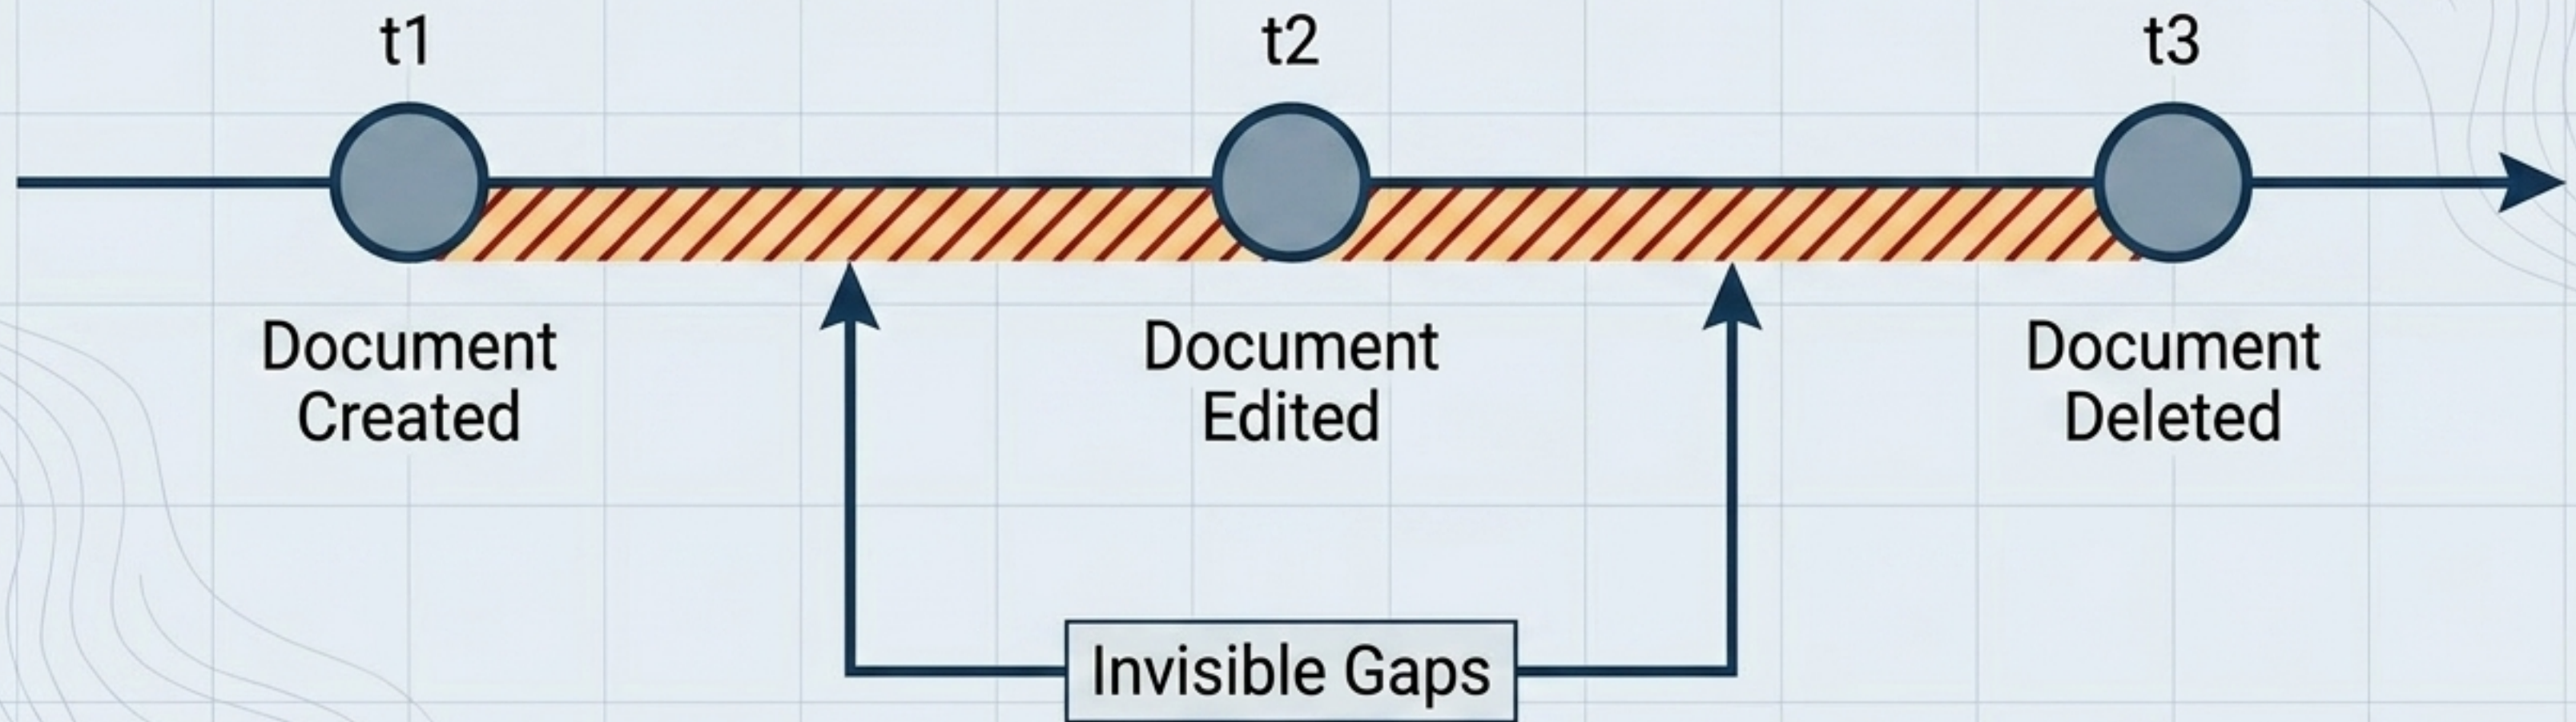 t1
t2
t3
Document
Created
Document
Edited
Document
Deleted
Invisible Gaps